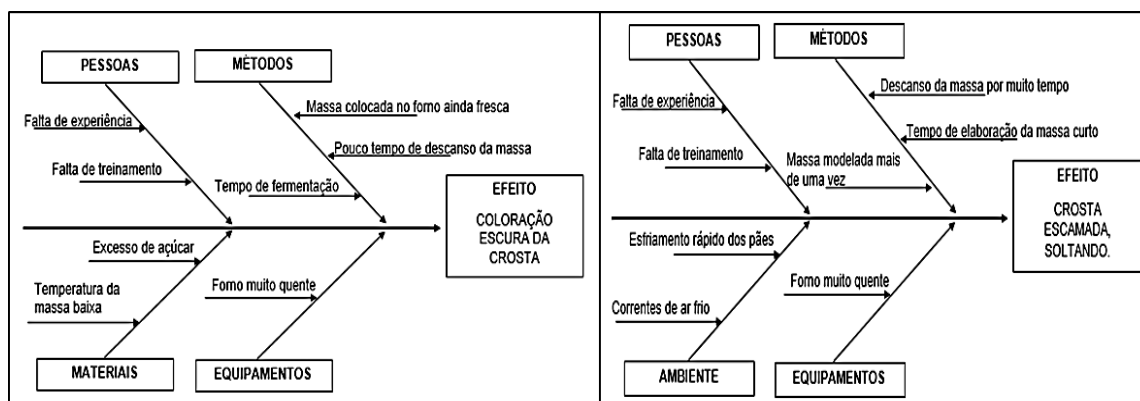 PESSOAS
MÉTODOS
Massa colocada no forno ainda fresca
Falta de experiência
Pouco tempo de descanso da massa
Falta de treinamento
Tempo de fermentação
EFEITO
COLORAÇÃO
ESCURA DA
CROSTA
Excesso de açúcar
Temperatura da
massa baixa
Forno muito quente
MATERIAIS
EQUIPAMENTOS
PESSOAS
MÉTODOS
Descanso da massa por muito tempo
Falta de experiência
Tempo de elaboração da massa curto
Falta de treinamento
Massa modelada mais
de uma vez
EFEITO
CROSTA
ESCAMADA,
SOLTANDO.
Esfriamento rápido dos pães
Forno muito quente
Correntes de ar frio
AMBIENTE
EQUIPAMENTOS